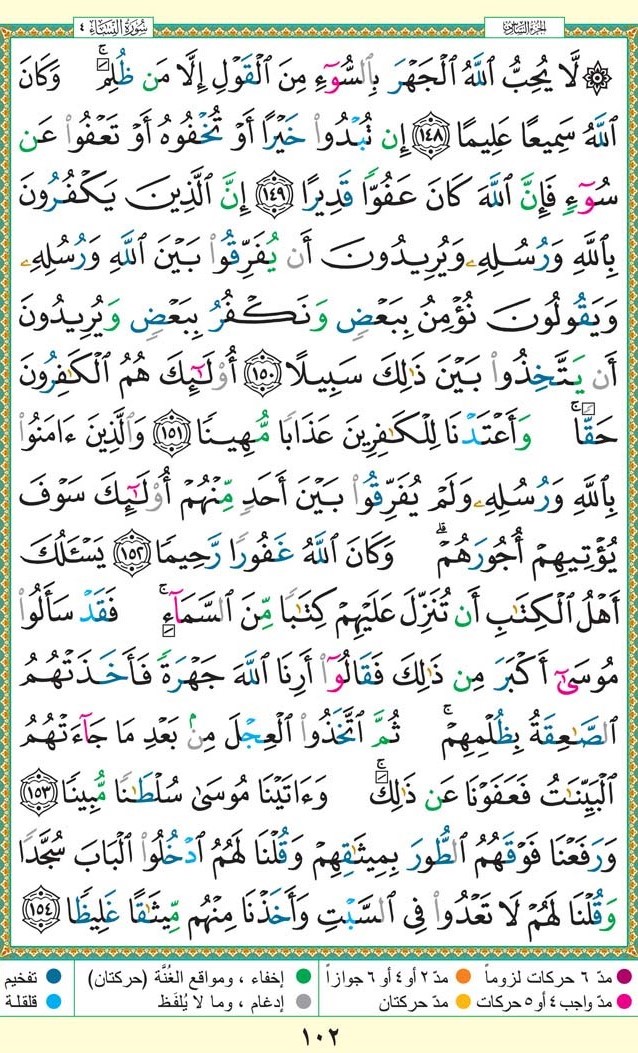 سُورَةُ النِّسَاءِ ٤
الجزء السادس
۞ لَّا يُحِبُّ ٱللَّهُ ٱلْجَهْرَ بِٱلسُّوٓءِ مِنَ ٱلْقَوْلِ إِلَّا مَن ظُلِمَ ۚ وَكَانَ
ٱللَّهُ سَمِيعًا عَلِيمًا ١٤٨ إِن تُبْدُوا۟ خَيْرًا أَوْ تُخْفُوهُ أَوْ تَعْفُوا۟ عَن
سُوٓءٍ فَإِنَّ ٱللَّهَ كَانَ عَفُوًّا قَدِيرًا ١٤٩ إِنَّ ٱلَّذِينَ يَكْفُرُونَ
بِٱللَّهِ وَرُسُلِهِۦ وَيُرِيدُونَ أَن يُفَرِّقُوا۟ بَيْنَ ٱللَّهِ وَرُسُلِهِۦ
وَيَقُولُونَ نُؤْمِنُ بِبَعْضٍ وَنَكْفُرُ بِبَعْضٍ وَيُرِيدُونَ
أَن يَتَّخِذُوا۟ بَيْنَ ذَٰلِكَ سَبِيلًا ١٥٠ أُو۟لَـٰٓئِكَ هُمُ ٱلْكَـٰفِرُونَ
حَقًّا ۚ وَأَعْتَدْنَا لِلْكَـٰفِرِينَ عَذَابًا مُّهِينًا ١٥١ وَٱلَّذِينَ ءَامَنُوا۟
بِٱللَّهِ وَرُسُلِهِۦ وَلَمْ يُفَرِّقُوا۟ بَيْنَ أَحَدٍ مِّنْهُمْ أُو۟لَـٰٓئِكَ سَوْفَ
يُؤْتِيهِمْ أُجُورَهُمْ ۗ وَكَانَ ٱللَّهُ غَفُورًا رَّحِيمًا ١٥٢ يَسْـَٔلُكَ
أَهْلُ ٱلْكِتَـٰبِ أَن تُنَزِّلَ عَلَيْهِمْ كِتَـٰبًا مِّنَ ٱلسَّمَآءِ ۚ فَقَدْ سَأَلُوا۟
مُوسَىٰٓ أَكْبَرَ مِن ذَٰلِكَ فَقَالُوٓا۟ أَرِنَا ٱللَّهَ جَهْرَةً فَأَخَذَتْهُمُ
ٱلصَّـٰعِقَةُ بِظُلْمِهِمْ ۚ ثُمَّ ٱتَّخَذُوا۟ ٱلْعِجْلَ مِنۢ بَعْدِ مَا جَآءَتْهُمُ
ٱلْبَيِّنَـٰتُ فَعَفَوْنَا عَن ذَٰلِكَ ۚ وَءَاتَيْنَا مُوسَىٰ سُلْطَـٰنًا مُّبِينًا ١٥٣
وَرَفَعْنَا فَوْقَهُمُ ٱلطُّورَ بِمِيثَـٰقِهِمْ وَقُلْنَا لَهُمُ ٱدْخُلُوا۟ ٱلْبَابَ سُجَّدًا
وَقُلْنَا لَهُمْ لَا تَعْدُوا۟ فِى ٱلسَّبْتِ وَأَخَذْنَا مِنْهُم مِّيثَـٰقًا غَلِيظًا ١٥٤
مدّ ٦ حركات لزوماً مدّ ٢ أو ٤ أو ٦ جوازاً إخفاء ، ومواقع الغُنَّة (حركتان) تفخيم
مدّ واجب ٤ أو ٥ حركات مدّ حركتان إدغام ، وما لا يُلفَظ قلقلة
١٠٢